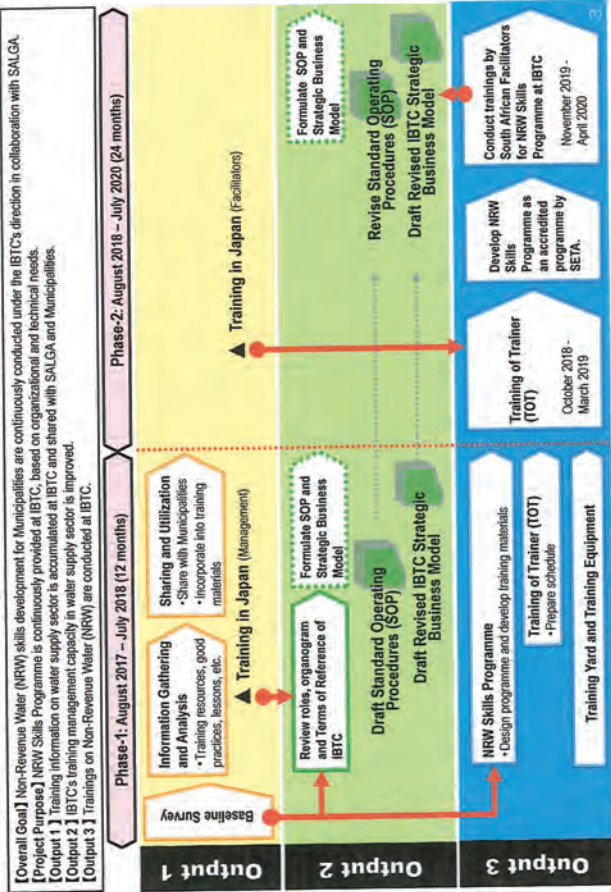 【Overall Goal】Non-Revenue Water (NRW) skills development for Municipalities are continuously conducted under the IBTC's direction in collaboration with SALGA.
【Project Purpose】NRW Skills Programme is continuously provided at IBTC, based on organizational and technical needs.
【Output 1】Training information on water supply sector is accumulated at IBTC and shared with SALGA and Municipalities.
【Output 2】IBTC's training management capacity in water supply sector is improved.
【Output 3】Trainings on Non-Revenue Water (NRW) are conducted at IBTC.
Phase-1: August 2017 – July 2018 (12 months)
Phase-2: August 2018 – July 2020 (24 months)
Output 1
Baseline Survey
Information Gathering
and Analysis
• Training resources, good
practices, lessons, etc.
Sharing and Utilization
• Share with Municipalities
• Incorporate into training
materials
▲ Training in Japan (Management)
▲ Training in Japan (Facilitators)
Output 2
Review roles, organogram
and Terms of Reference of
IBTC
Formulate SOP and
Strategic Business
Model
Draft Standard Operating
Procedures (SOP)
Draft Revised IBTC Strategic
Business Model
Formulate SOP and
Strategic Business
Model
Revise Standard Operating
Procedures (SOP)
Draft Revised IBTC Strategic
Business Model
Output 3
NRW Skills Programme
• Design programme and develop training materials
Training of Trainer (TOT)
• Prepare schedule
Training Yard and Training Equipment
Training of Trainer
(TOT)
October 2018 -
March 2019
Develop NRW
Skills
Programme as
an accredited
programme by
SETA.
Conduct trainings by
South African Facilitators
for NRW Skills
Programme at IBTC
November 2019 -
April 2020
3